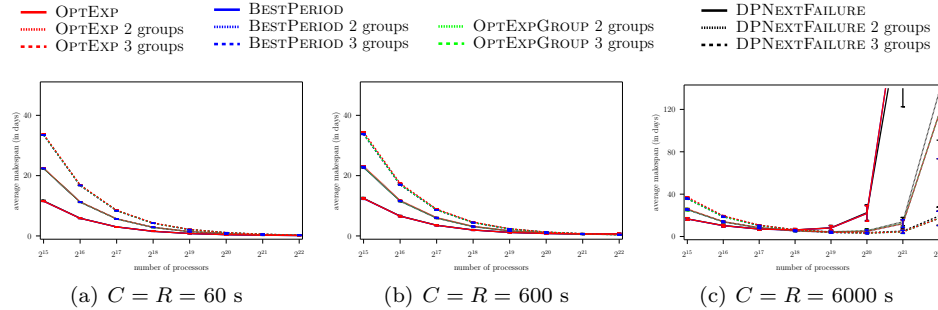 OPTEXP
OPTEXP 2 groups
OPTEXP 3 groups
BESTPERIOD
BESTPERIOD 2 groups
BESTPERIOD 3 groups
OPTEXPGROUP 2 groups
OPTEXPGROUP 3 groups
DPNEXTFAILURE
DPNEXTFAILURE 2 groups
DPNEXTFAILURE 3 groups
average makespan (in days)
40
20
0
2^15 2^16 2^17 2^18 2^19 2^20 2^21 2^22
number of processors
(a) C = R = 60 s
average makespan (in days)
40
20
0
2^15 2^16 2^17 2^18 2^19 2^20 2^21 2^22
number of processors
(b) C = R = 600 s
average makespan (in days)
120
80
40
0
2^15 2^16 2^17 2^18 2^19 2^20 2^21
number of processors
(c) C = R = 6000 s